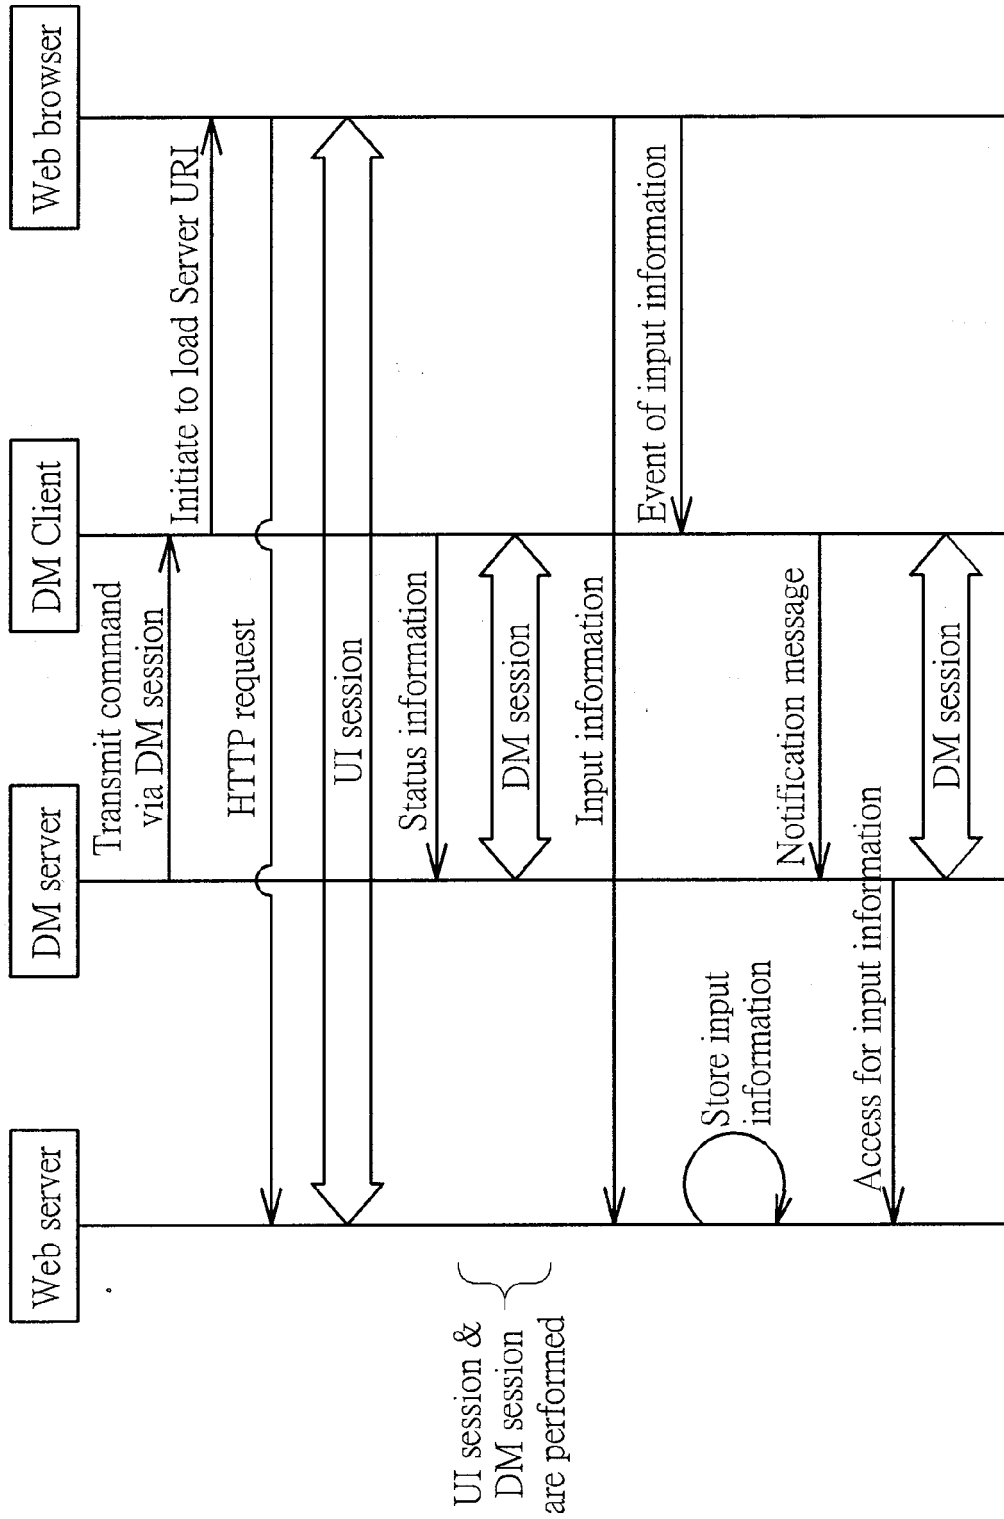 Web server
DM server
DM Client
Web browser
Transmit command
via DM session
Initiate to load Server URI
HTTP request
UI session
Status information
UI session &
DM session
are performed
DM session
Input information
Event of input information
Store input
information
Notification message
Access for input information
DM session